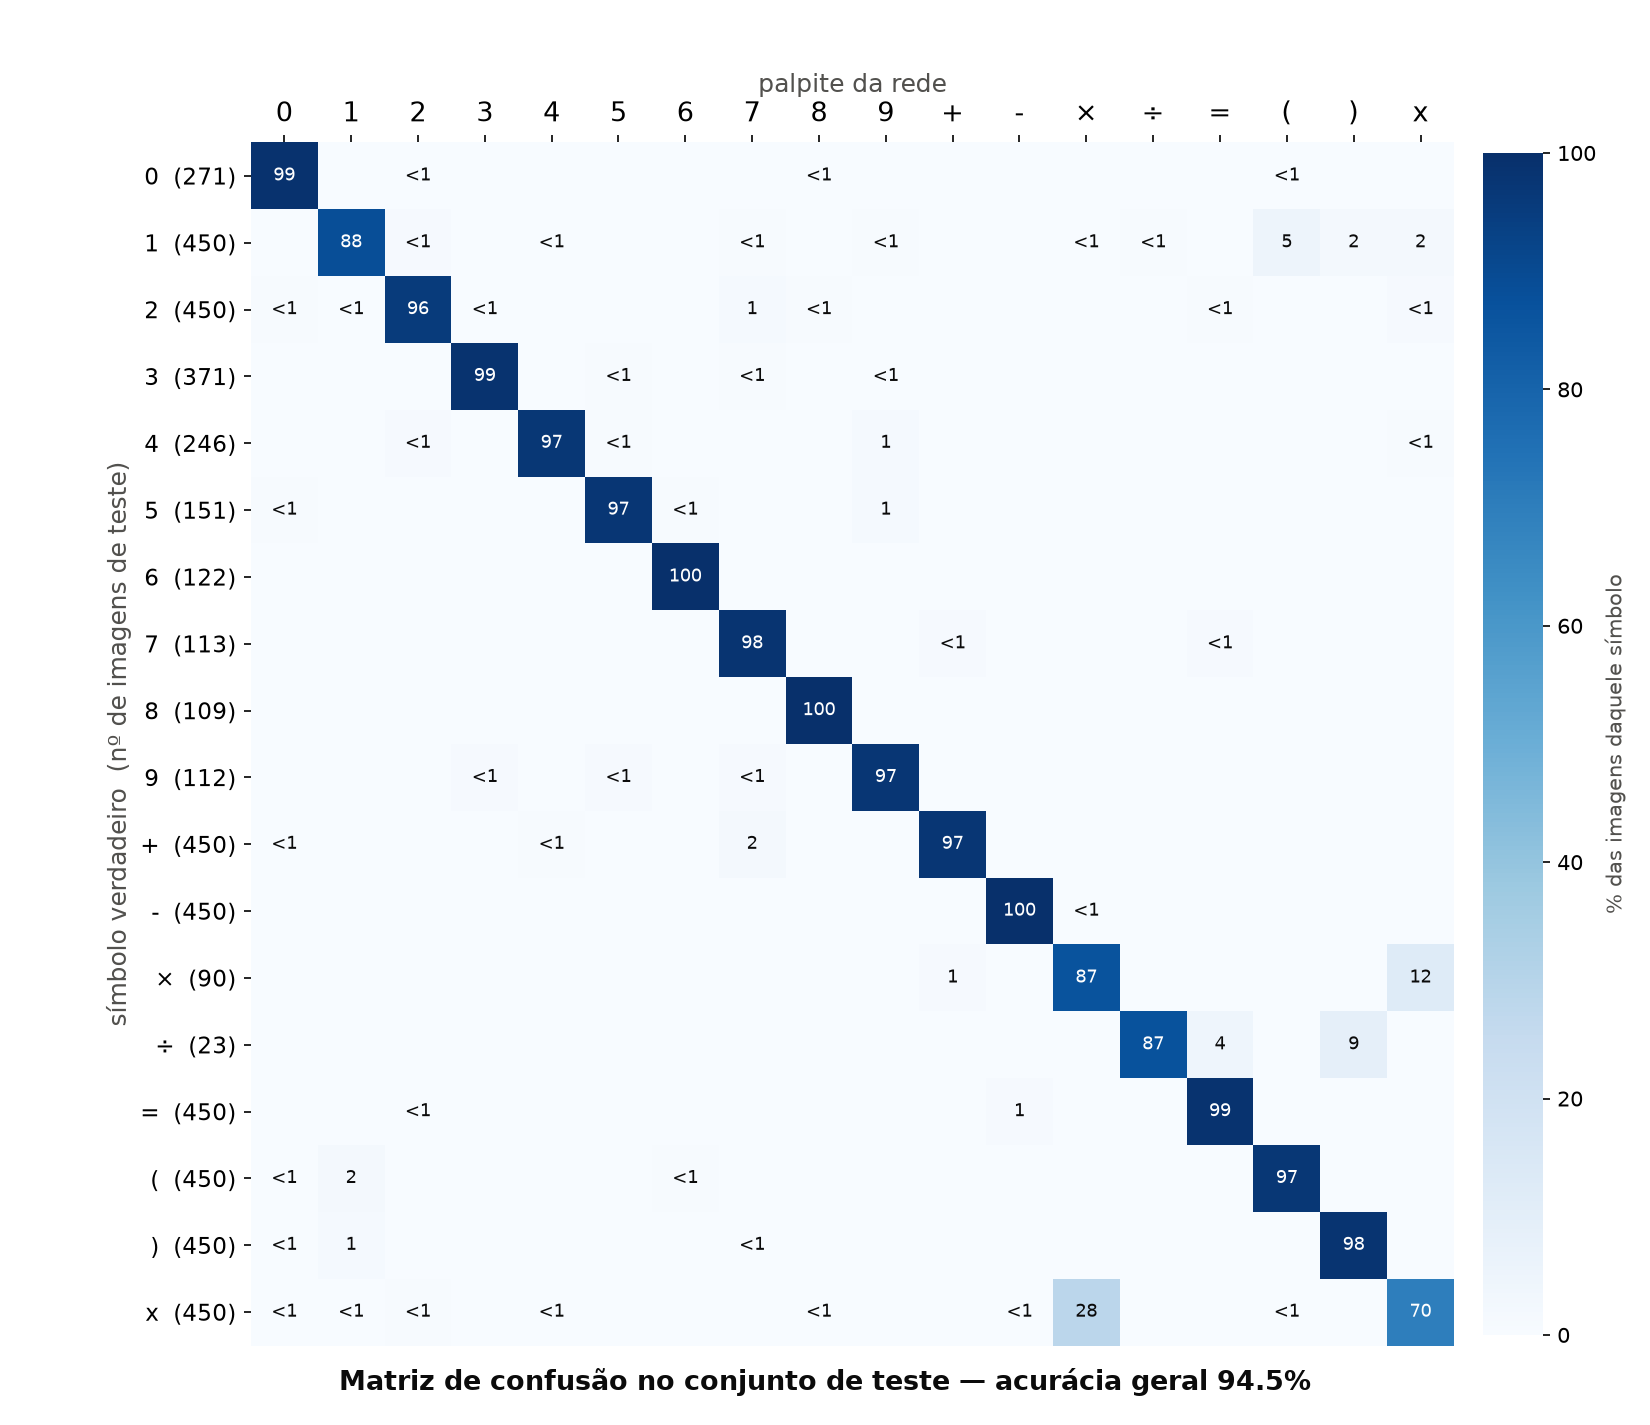 palpite da rede
0 1 2 3 4 5 6 7 8 9 + - × ÷ = ( ) x
0 (271) 99 <1 <1 <1
1 (450) 88 <1 <1 <1 <1 <1 <1 5 2 2
2 (450) <1 <1 96 <1 1 <1 <1 <1
3 (371) 99 <1 <1 <1
4 (246) <1 97 <1 1 <1
5 (151) <1 97 <1 1
6 (122) 100
7 (113) 98 <1 <1
8 (109) 100
9 (112) <1 <1 <1 97
+ (450) <1 <1 2 97
- (450) 100 <1
× (90) 1 87 12
÷ (23) 87 4 9
= (450) <1 1 99
( (450) <1 2 <1 97
) (450) <1 1 <1 98
x (450) <1 <1 <1 <1 <1 <1 28 <1 70
símbolo verdadeiro (nº de imagens de teste)
100
80
60
40
20
0
% das imagens daquele símbolo
Matriz de confusão no conjunto de teste — acurácia geral 94.5%